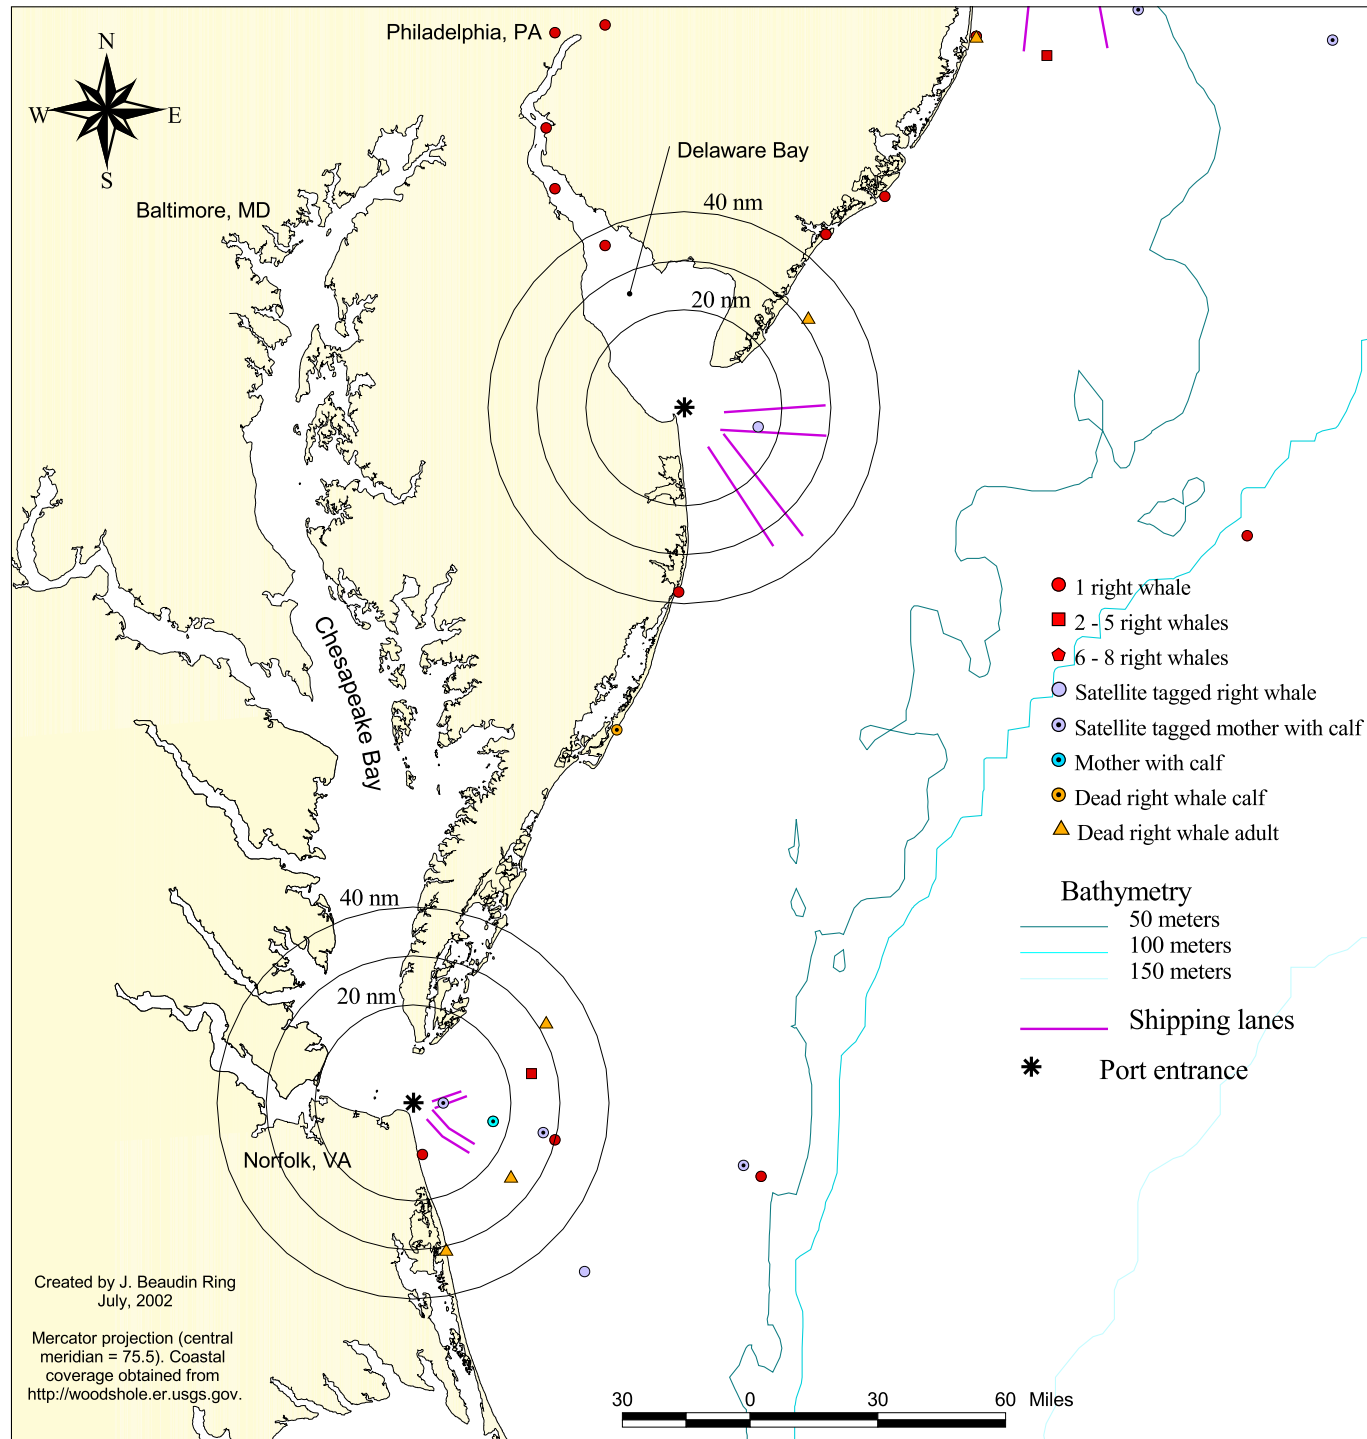 Philadelphia, PA
N
W
E
S
Delaware Bay
Baltimore, MD
40 nm
20 nm
Chesapeake Bay
1 right whale
2 - 5 right whales
6 - 8 right whales
Satellite tagged right whale
Satellite tagged mother with calf
Mother with calf
Dead right whale calf
Dead right whale adult
Bathymetry
50 meters
100 meters
150 meters
Shipping lanes
Port entrance
40 nm
20 nm
Norfolk, VA
Created by J. Beaudin Ring
July, 2002
Mercator projection (central
meridian = 75.5). Coastal
coverage obtained from
http://woodshole.er.usgs.gov.
30 0 30 60 Miles